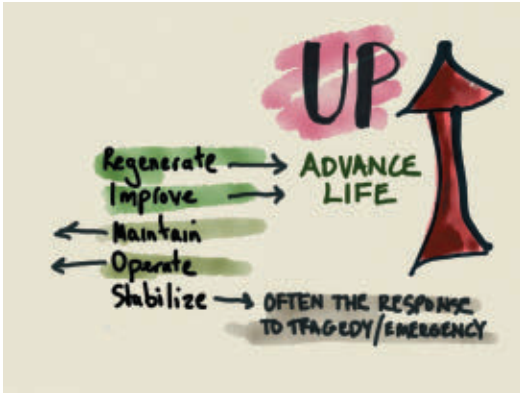 UP
Regenerate
Improve
ADVANCE
LIFE
Maintain
Operate
Stabilize
OFTEN THE RESPONSE
TO TRAGEDY/EMERGENCY